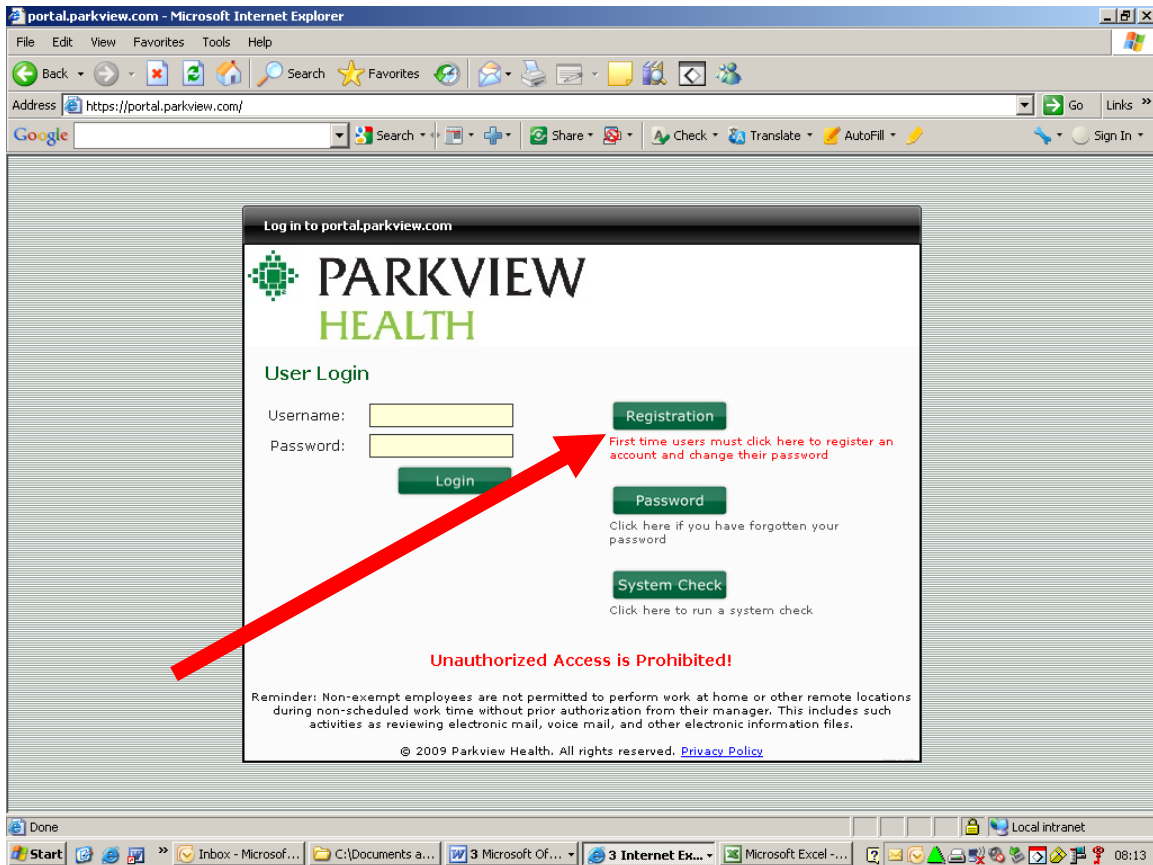 portal.parkview.com - Microsoft Internet Explorer
File Edit View Favorites Tools Help
Back Search Favorites
Address https://portal.parkview.com/ Go Links »
Google Search Share Check Translate AutoFill Sign In
Log in to portal.parkview.com
PARKVIEW
HEALTH
User Login
Username:
Password:
Login
Registration
First time users must click here to register an
account and change their password
Password
Click here if you have forgotten your
password
System Check
Click here to run a system check
Unauthorized Access is Prohibited!
Reminder: Non-exempt employees are not permitted to perform work at home or other remote locations
during non-scheduled work time without prior authorization from their manager. This includes such
activities as reviewing electronic mail, voice mail, and other electronic information files.
© 2009 Parkview Health. All rights reserved. Privacy Policy
Done Local intranet
Start » Inbox - Microsof... C:\Documents a... 3 Microsoft Of... 3 Internet Ex... Microsoft Excel -... 08:13